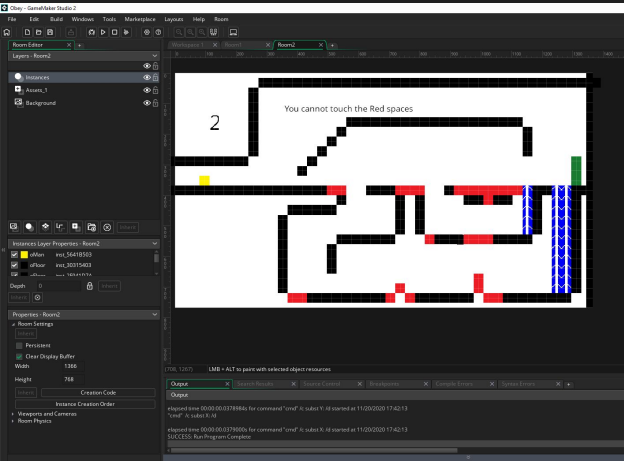 Obey - GameMaker Studio 2
File Edit Build Windows Tools Marketplace Layouts Help Room
Room Editor
Workspace 1 Room1 Room2
Layers - Room2
Instances
Assets_1
Background
2
You cannot touch the Red spaces
Inherit
Instances Layer Properties - Room2
oMan inst_5641B503
oFloor inst_30315403
Depth 0 Inherit
Inherit
Properties - Room2
Room Settings
Inherit
Persistent
Clear Display Buffer
Width 1366
Height 768
Inherit Creation Code
Instance Creation Order
Viewports and Cameras
Room Physics
(708, 1267) LMB + ALT to paint with selected object resources
Output Search Results Source Control Breakpoints Compile Errors Syntax Errors
Output
elapsed time 00:00:00.0378984s for command "cmd" /c subst Y: /d started at 11/20/2020 17:42:13
"cmd" /c subst X: /d
elapsed time 00:00:00.0379000s for command "cmd" /c subst X: /d started at 11/20/2020 17:42:13
SUCCESS: Run Program Complete